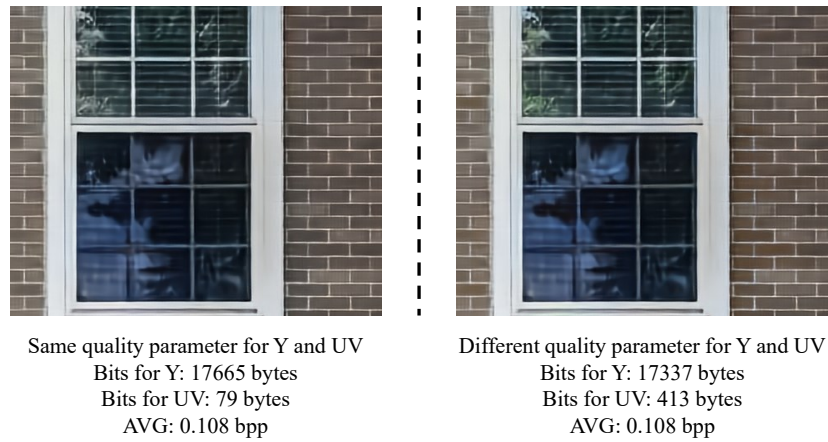 Same quality parameter for Y and UV
Bits for Y: 17665 bytes
Bits for UV: 79 bytes
AVG: 0.108 bpp
Different quality parameter for Y and UV
Bits for Y: 17337 bytes
Bits for UV: 413 bytes
AVG: 0.108 bpp